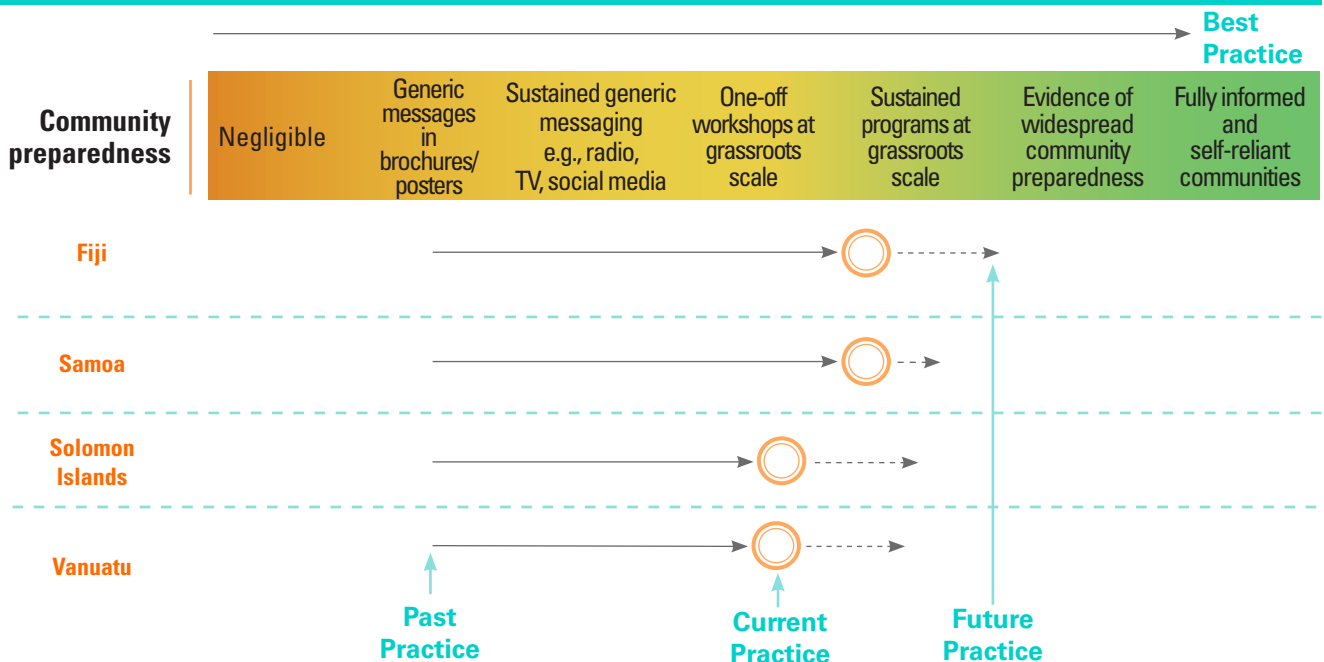 Best
Practice
Community
preparedness
Negligible
Generic
messages
in
brochures/
posters
Sustained generic
messaging
e.g., radio,
TV, social media
One-off
workshops at
grassroots
scale
Sustained
programs at
grassroots
scale
Evidence of
widespread
community
preparedness
Fully informed
and
self-reliant
communities
Fiji
Samoa
Solomon
Islands
Vanuatu
Past
Practice
Current
Practice
Future
Practice